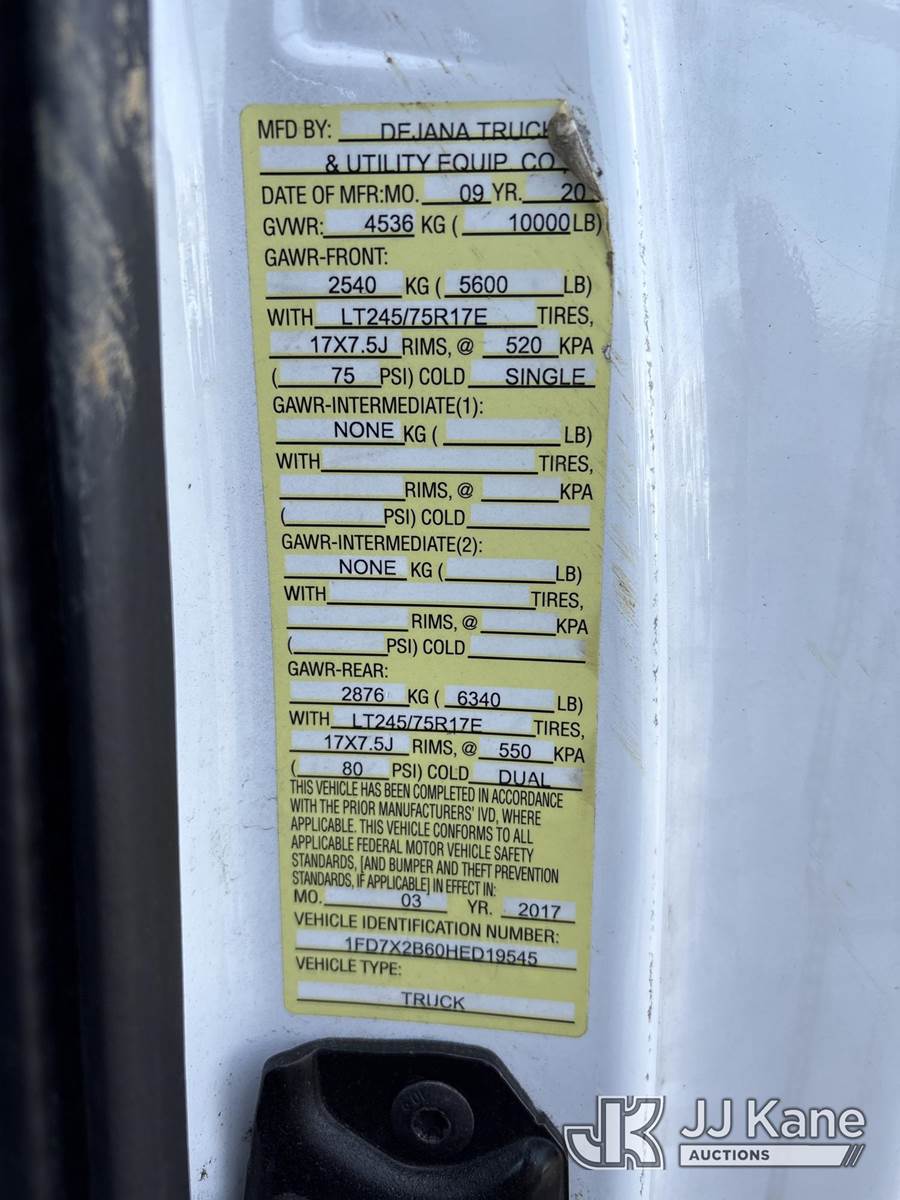 MFD BY: DEJANA TRUCK
& UTILITY EQUIP. CO.
DATE OF MFR:MO. 09 YR. 20
GVWR: 4536 KG ( 10000 LB)
GAWR-FRONT:
2540 KG ( 5600 LB)
WITH LT245/75R17E TIRES,
17X7.5J RIMS, @ 520 KPA
( 75 PSI) COLD SINGLE
GAWR-INTERMEDIATE(1):
NONE KG ( LB)
WITH TIRES,
RIMS, @ KPA
( PSI) COLD
GAWR-INTERMEDIATE(2):
NONE KG ( LB)
WITH TIRES,
RIMS, @ KPA
( PSI) COLD
GAWR-REAR:
2876 KG ( 6340 LB)
WITH LT245/75R17E TIRES,
17X7.5J RIMS, @ 550 KPA
( 80 PSI) COLD DUAL
THIS VEHICLE HAS BEEN COMPLETED IN ACCORDANCE
WITH THE PRIOR MANUFACTURERS' IVD, WHERE
APPLICABLE. THIS VEHICLE CONFORMS TO ALL
APPLICABLE FEDERAL MOTOR VEHICLE SAFETY
STANDARDS, [AND BUMPER AND THEFT PREVENTION
STANDARDS, IF APPLICABLE] IN EFFECT IN:
MO. 03 YR. 2017
VEHICLE IDENTIFICATION NUMBER:
1FD7X2B60HED19545
VEHICLE TYPE:
TRUCK
JK JJ Kane
AUCTIONS